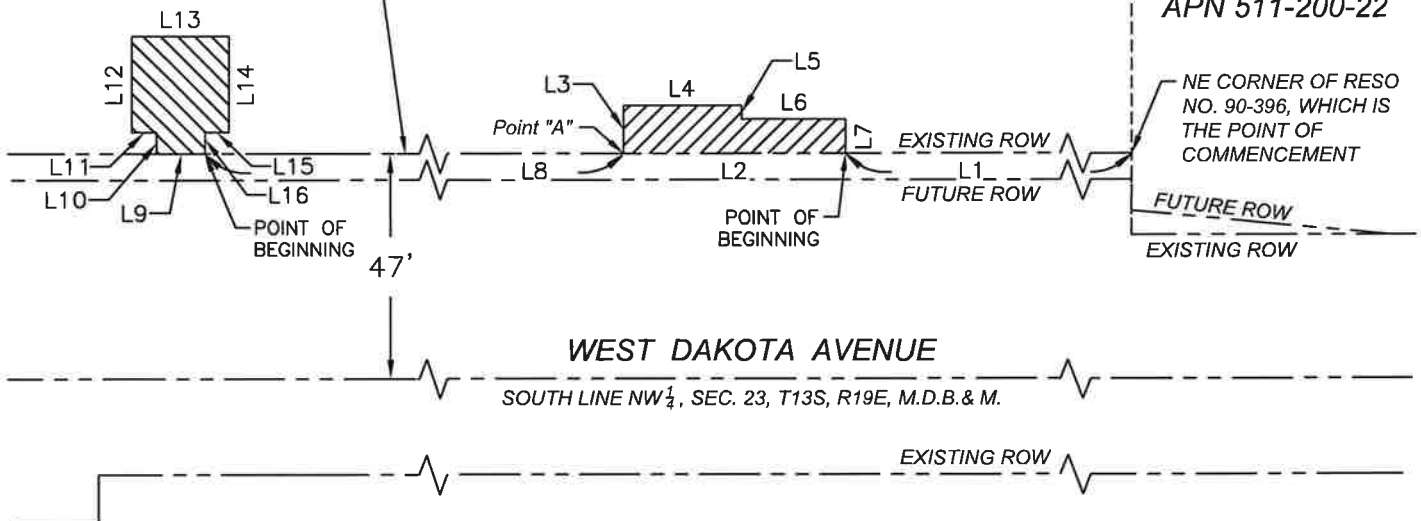 APN 511-200-22
L13
L12
L14
L3
L4
L5
L6
L7
Point "A"
NE CORNER OF RESO
NO. 90-396, WHICH IS
THE POINT OF
COMMENCEMENT
EXISTING ROW
L11
L15
L8
L2
L1
L10
L16
L9
FUTURE ROW
POINT OF
BEGINNING
POINT OF
BEGINNING
FUTURE ROW
EXISTING ROW
47'
WEST DAKOTA AVENUE
SOUTH LINE NW 1/4, SEC. 23, T13S, R19E, M.D.B.& M.
EXISTING ROW